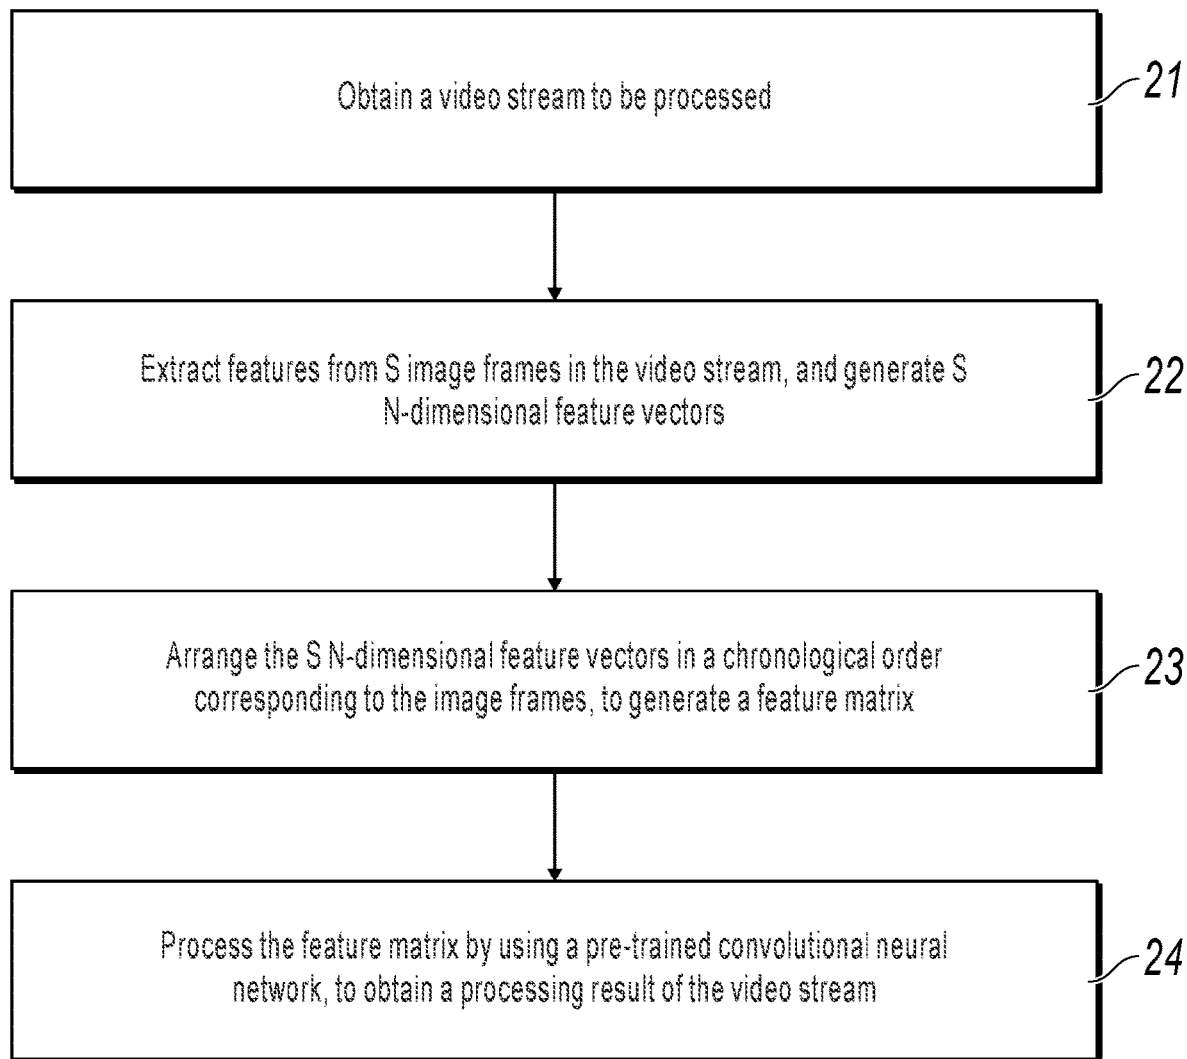 Obtain a video stream to be processed
21
Extract features from S image frames in the video stream, and generate S
N-dimensional feature vectors
22
Arrange the S N-dimensional feature vectors in a chronological order
corresponding to the image frames, to generate a feature matrix
23
Process the feature matrix by using a pre-trained convolutional neural
network, to obtain a processing result of the video stream
24